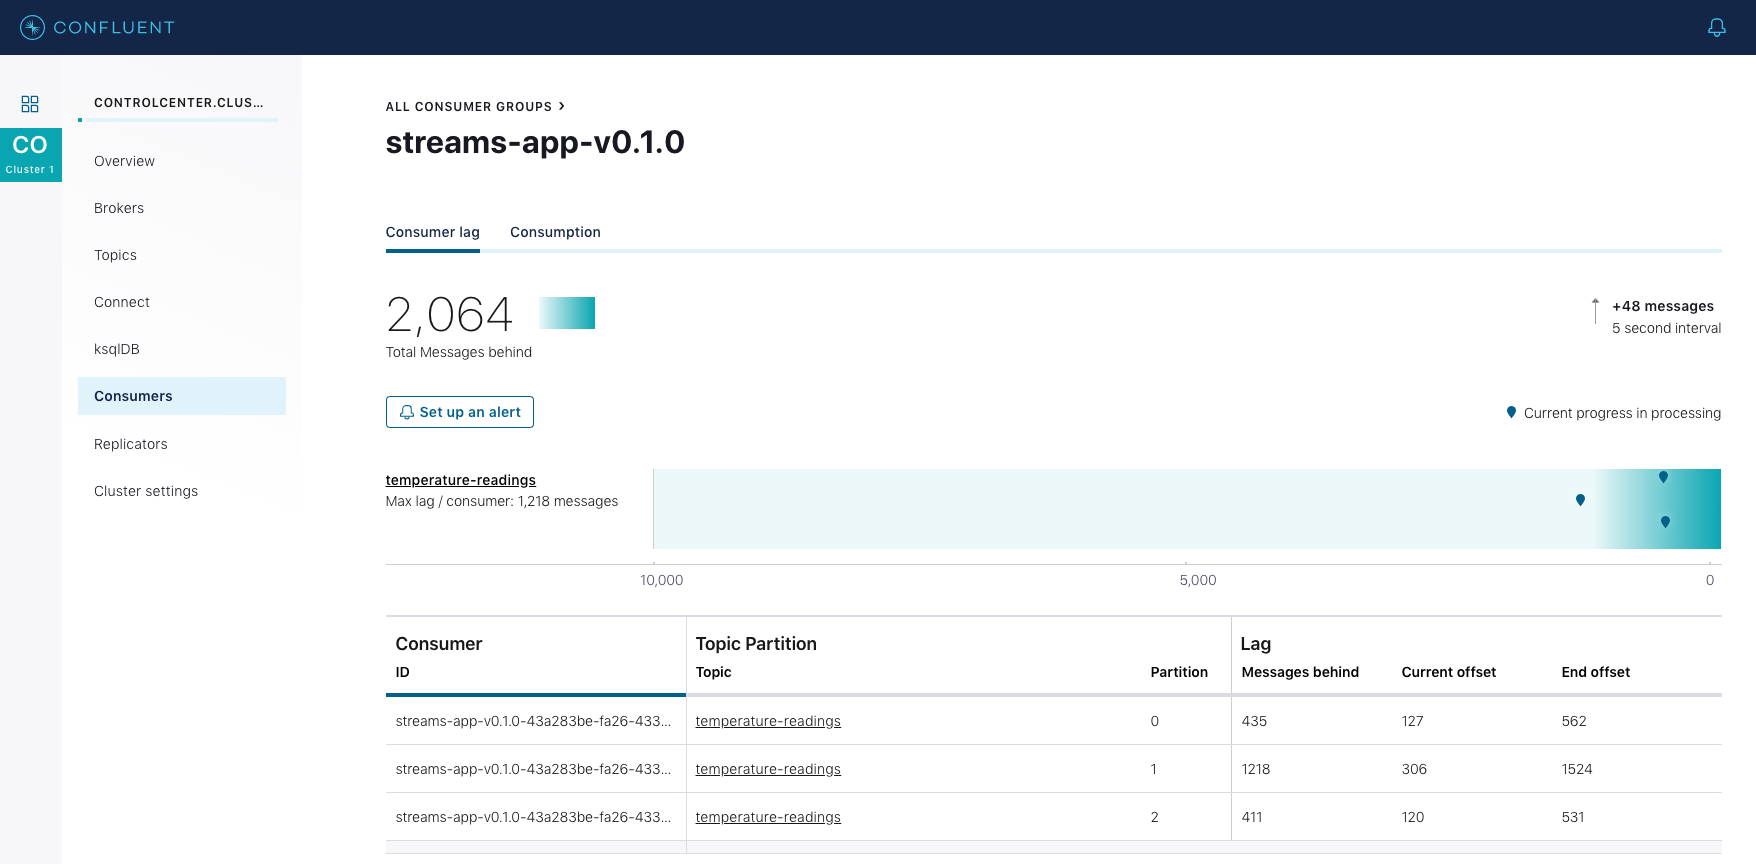 CONFLUENT
CO
Cluster 1
CONTROLCENTER.CLUS...
Overview
Brokers
Topics
Connect
ksqlDB
Consumers
Replicators
Cluster settings
ALL CONSUMER GROUPS >
streams-app-v0.1.0
Consumer lag Consumption
2,064
Total Messages behind
+48 messages
5 second interval
Set up an alert
Current progress in processing
temperature-readings
Max lag / consumer: 1,218 messages
10,000 5,000 0
Consumer Topic Partition Lag
ID Topic Partition Messages behind Current offset End offset
streams-app-v0.1.0-43a283be-fa26-433... temperature-readings 0 435 127 562
streams-app-v0.1.0-43a283be-fa26-433... temperature-readings 1 1218 306 1524
streams-app-v0.1.0-43a283be-fa26-433... temperature-readings 2 411 120 531